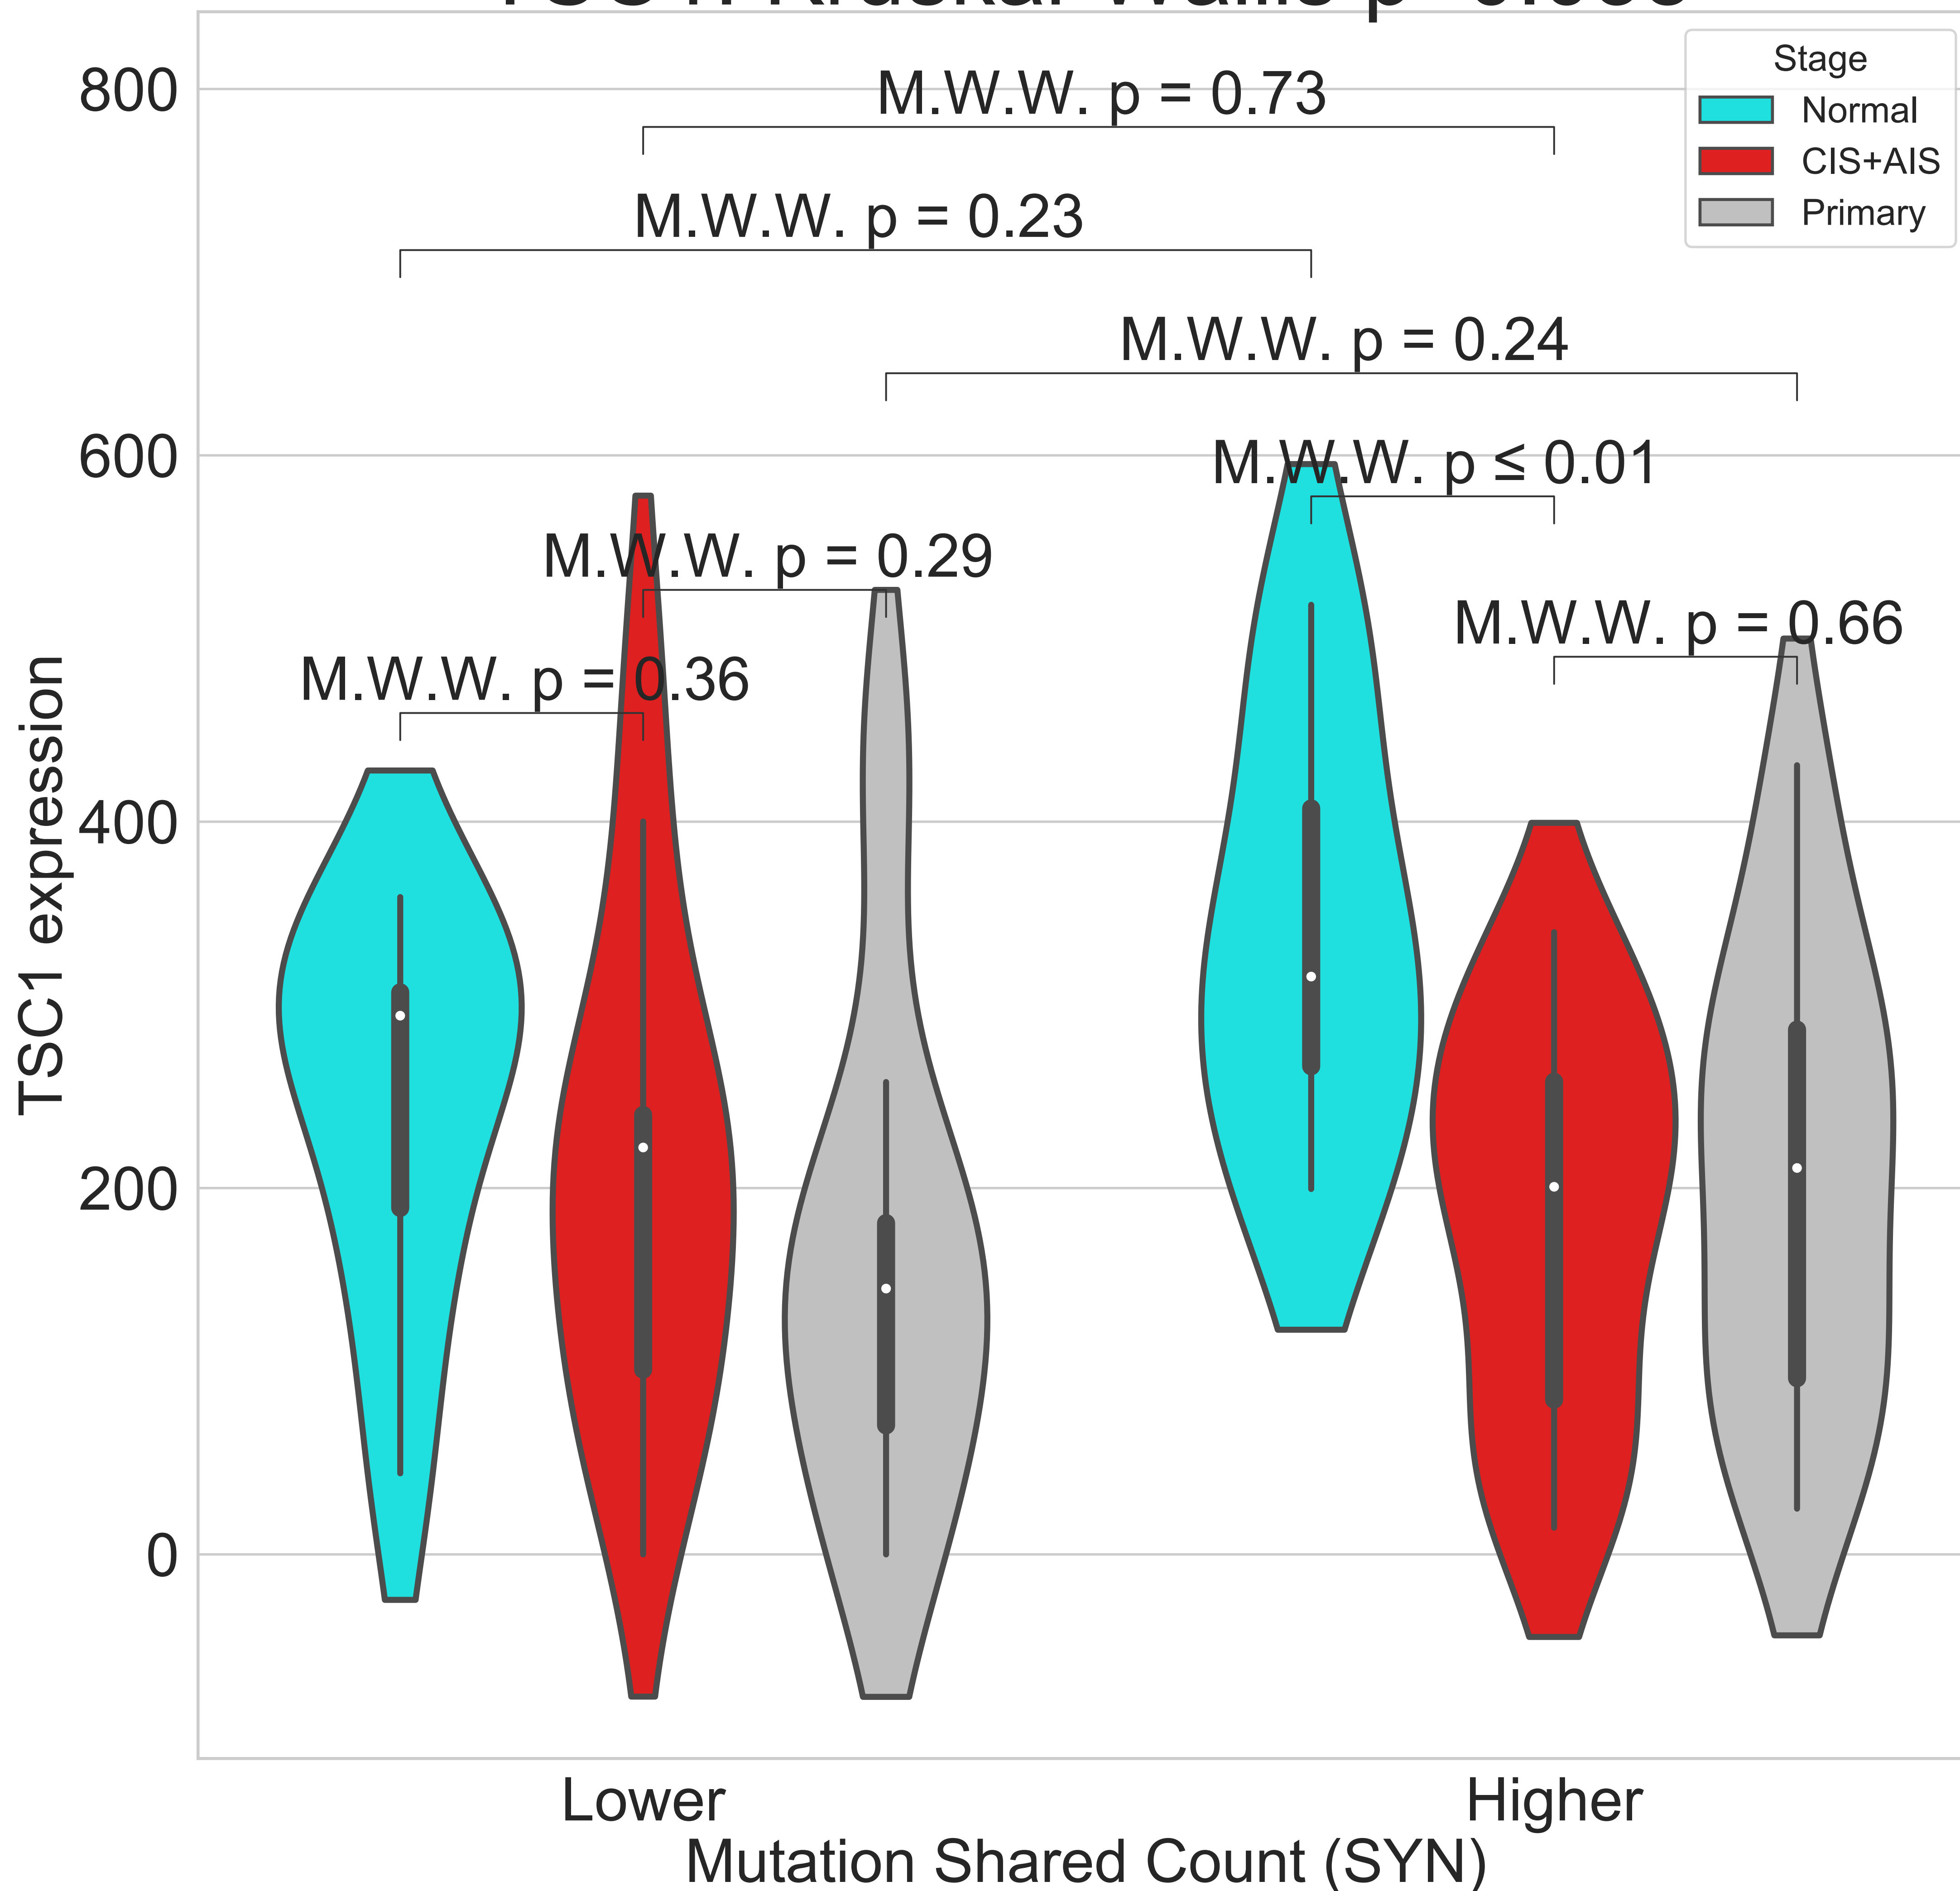 800
600
400
200
0
TSC1 expression
M.W.W. p = 0.73
M.W.W. p = 0.23
M.W.W. p = 0.24
M.W.W. p ≤ 0.01
M.W.W. p = 0.29
M.W.W. p = 0.66
M.W.W. p = 0.36
Stage
Normal
CIS+AIS
Primary
Lower
Higher
Mutation Shared Count (SYN)